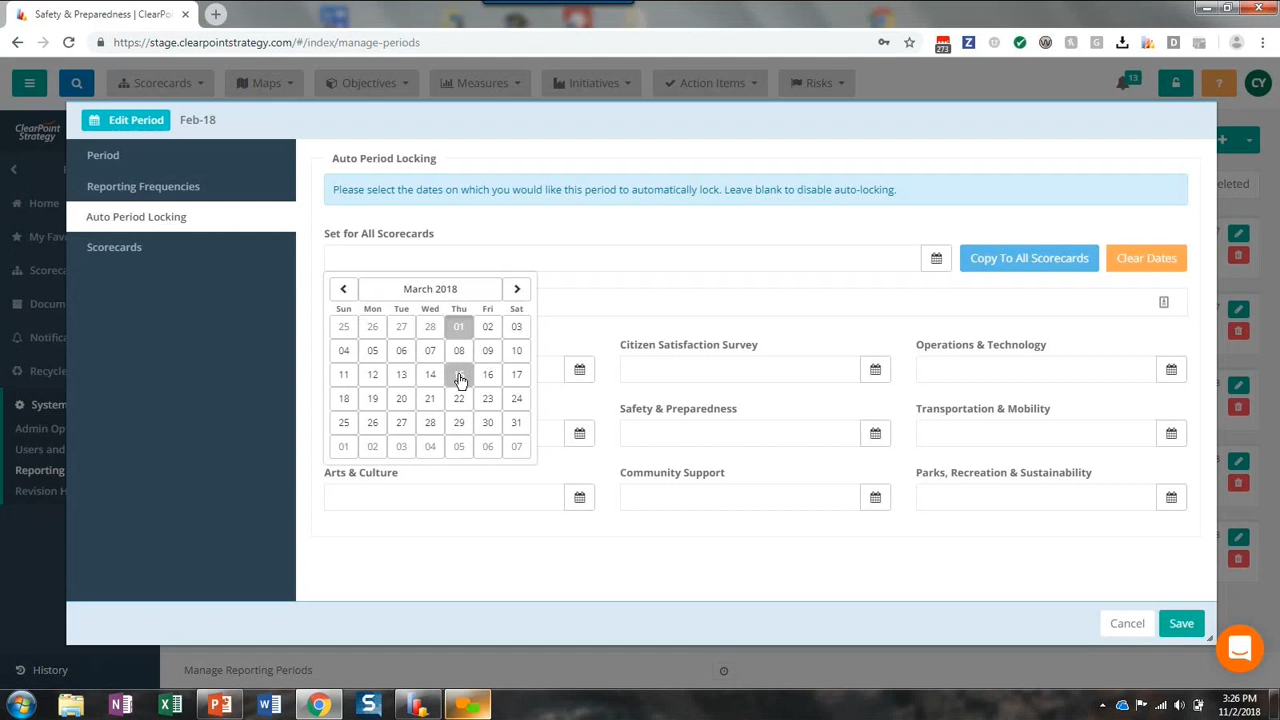 Safety & Preparedness | ClearPo
https://stage.clearpointstrategy.com/#/index/manage-periods
273
Scorecards
Maps
Objectives
Measures
Initiatives
Action Items
Risks
13
?
CY
Edit Period
Feb-18
ClearPoint
Strategy
Home
My Fav
Scoreca
Docum
Notifica
Recycle
System
Admin Op
Users and
Reporting
Revision H
History
Period
Reporting Frequencies
Auto Period Locking
Scorecards
Auto Period Locking
Please select the dates on which you would like this period to automatically lock. Leave blank to disable auto-locking.
Set for All Scorecards
Copy To All Scorecards
Clear Dates
March 2018
Sun Mon Tue Wed Thu Fri Sat
25 26 27 28 01 02 03
04 05 06 07 08 09 10
11 12 13 14 15 16 17
18 19 20 21 22 23 24
25 26 27 28 29 30 31
01 02 03 04 05 06 07
Citizen Satisfaction Survey
Operations & Technology
Safety & Preparedness
Transportation & Mobility
Arts & Culture
Community Support
Parks, Recreation & Sustainability
eleted
Cancel
Save
Manage Reporting Periods
3:26 PM
11/2/2018